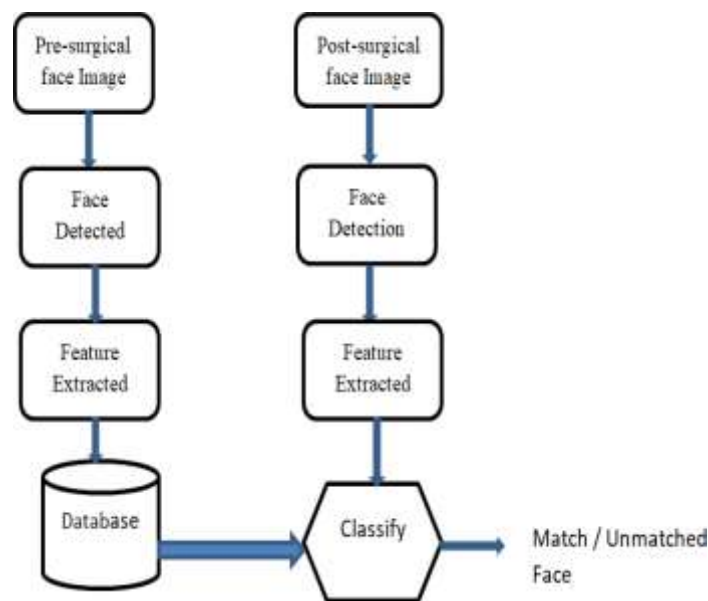 Pre-surgical
face Image
Post-surgical
face Image
Face
Detected
Face
Detection
Feature
Extracted
Feature
Extracted
Database
Classify
Match / Unmatched
Face